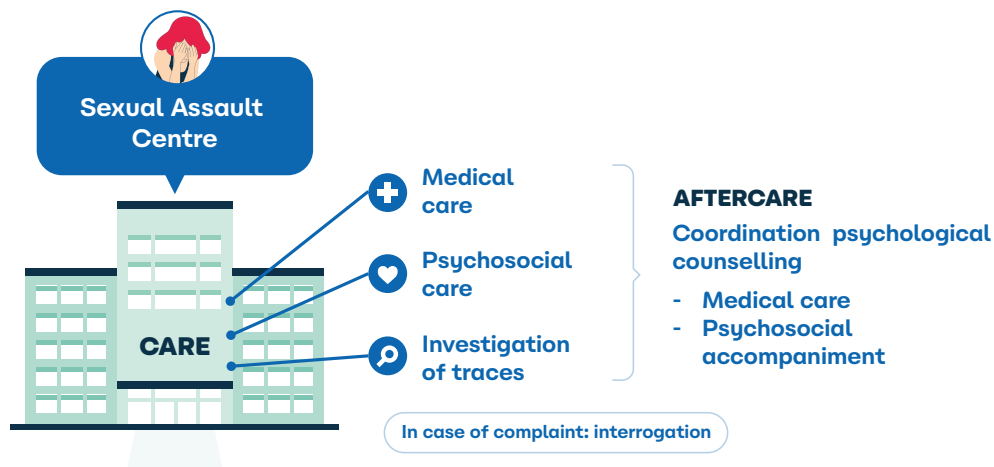 Sexual Assault
Centre
CARE
Medical
care
Psychosocial
care
Investigation
of traces
In case of complaint: interrogation
AFTERCARE
Coordination psychological
counselling
- Medical care
- Psychosocial
accompaniment